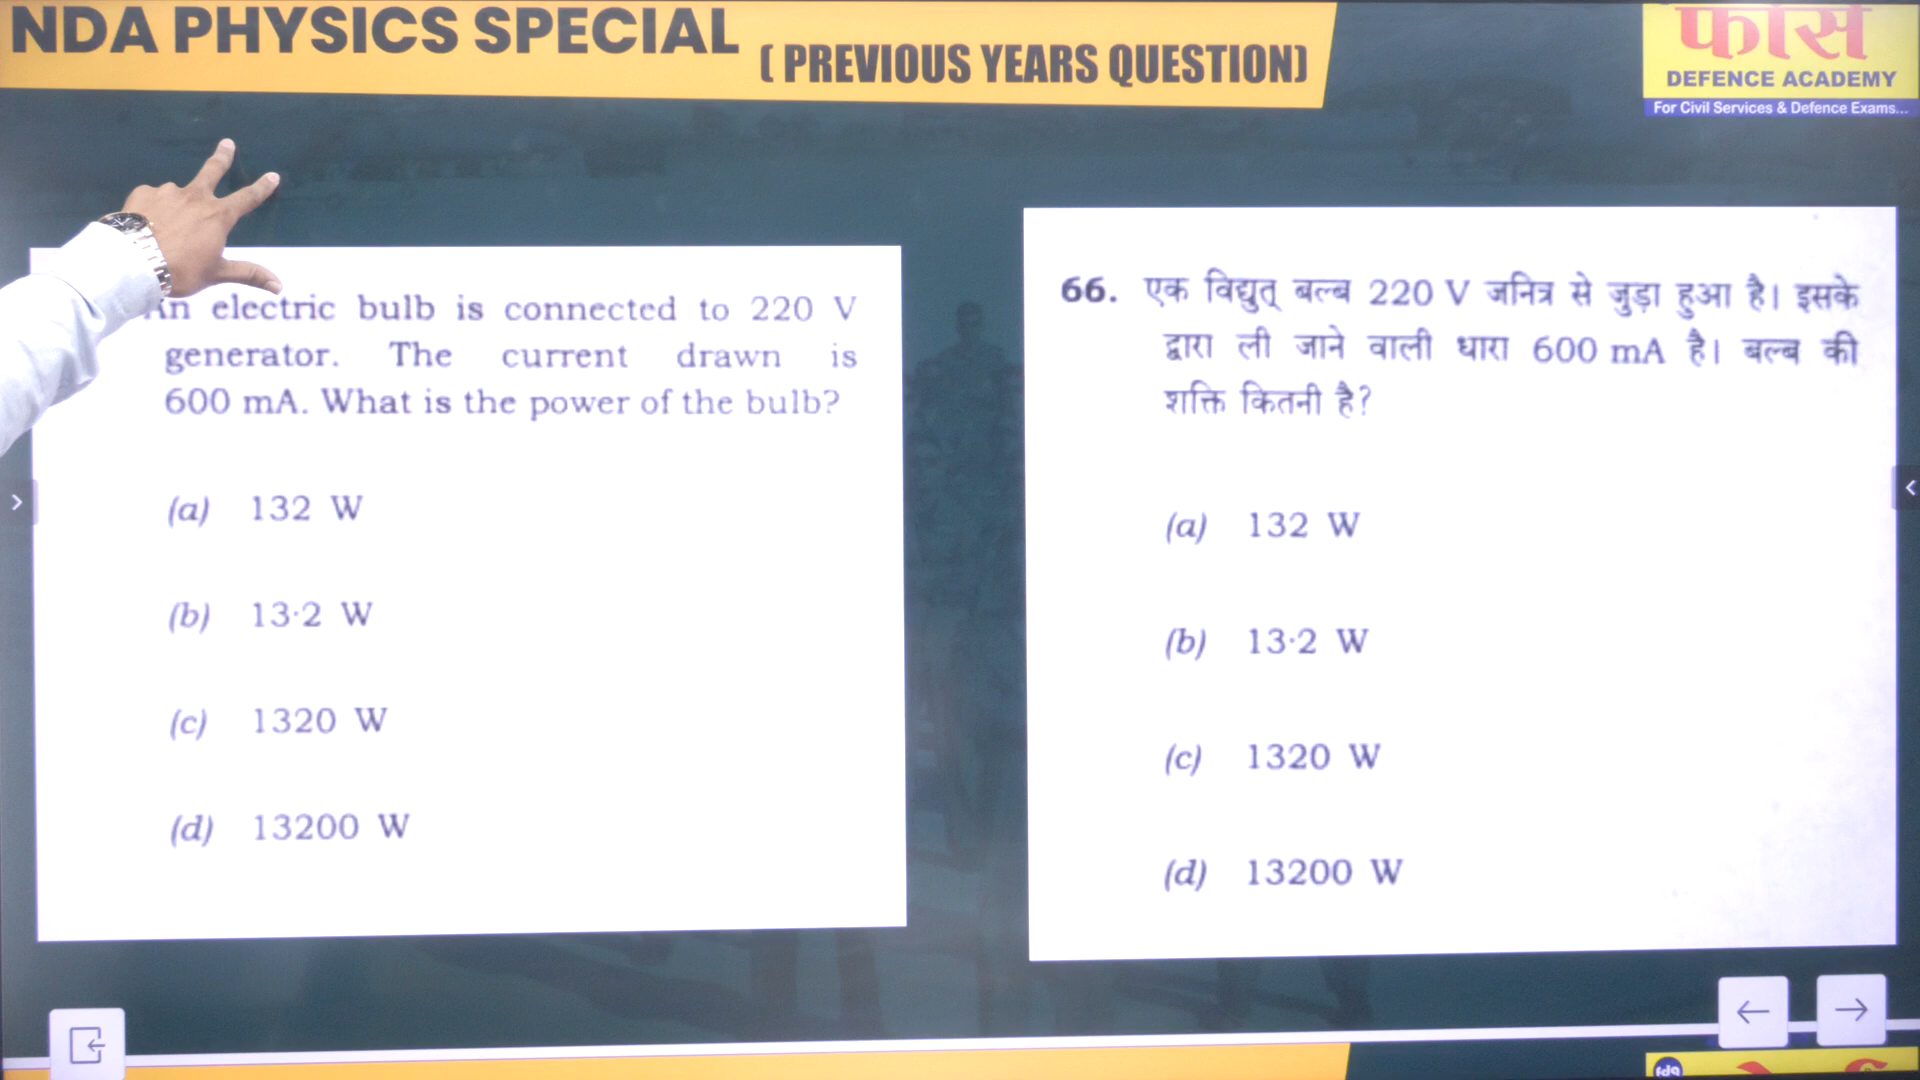 NDA PHYSICS SPECIAL
( PREVIOUS YEARS QUESTION)
फोर्स
DEFENCE ACADEMY
For Civil Services & Defence Exams...
An electric bulb is connected to 220 V
generator. The current drawn is
600 mA. What is the power of the bulb?
(a) 132 W
(b) 13·2 W
(c) 1320 W
(d) 13200 W
66. एक विद्युत् बल्ब 220 V जनित्र से जुड़ा हुआ है। इसके
द्वारा ली जाने वाली धारा 600 mA है। बल्ब की
शक्ति कितनी है?
(a) 132 W
(b) 13·2 W
(c) 1320 W
(d) 13200 W
fda